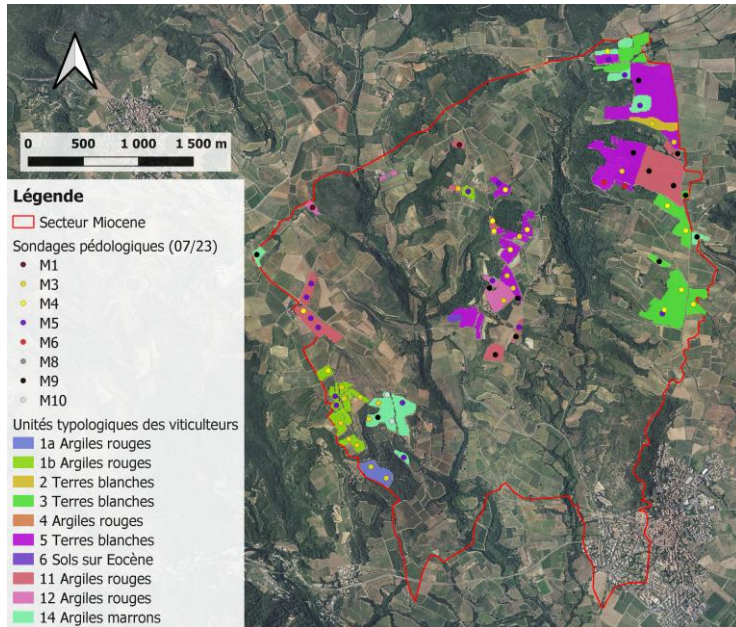 0 500 1 000 1 500 m
Légende
Secteur Miocene
Sondages pédologiques (07/23)
M1
M3
M4
M5
M6
M8
M9
M10
Unités typologiques des viticulteurs
1a Argiles rouges
1b Argiles rouges
2 Terres blanches
3 Terres blanches
4 Argiles rouges
5 Terres blanches
6 Sols sur Eocène
11 Argiles rouges
12 Argiles rouges
14 Argiles marrons